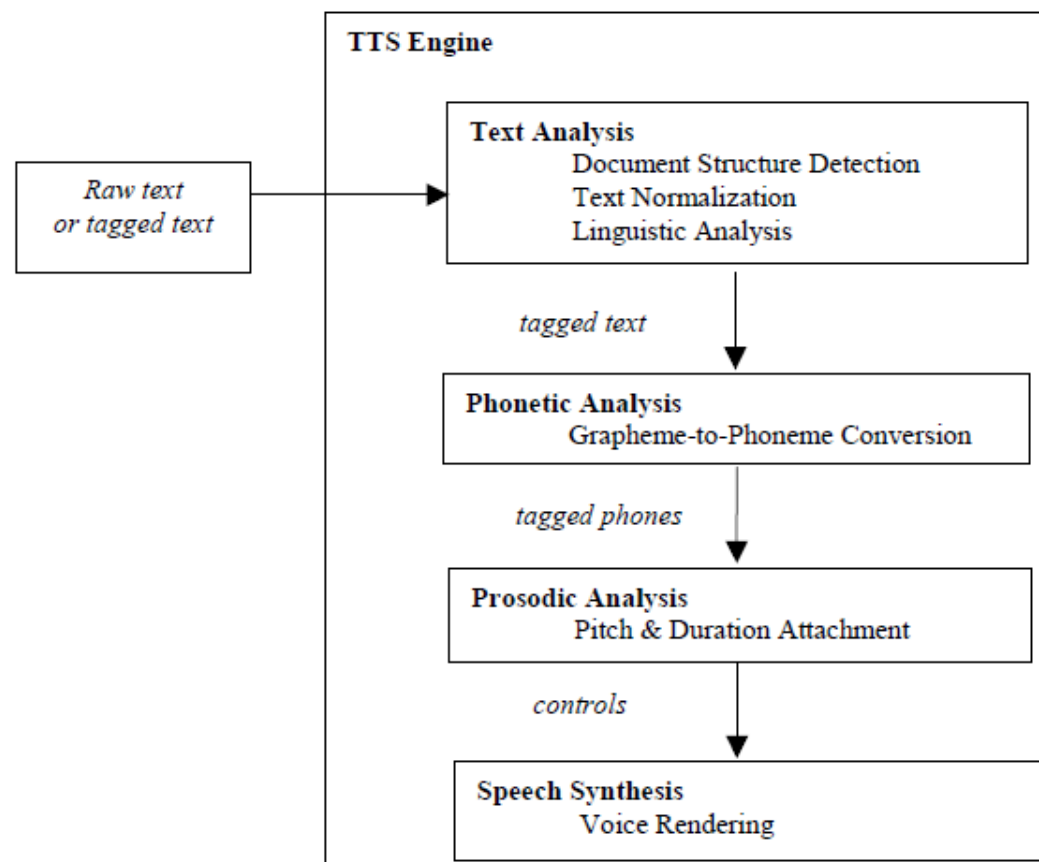 TTS Engine
Text Analysis
Document Structure Detection
Text Normalization
Linguistic Analysis
Raw text
or tagged text
tagged text
Phonetic Analysis
Grapheme-to-Phoneme Conversion
tagged phones
Prosodic Analysis
Pitch & Duration Attachment
controls
Speech Synthesis
Voice Rendering